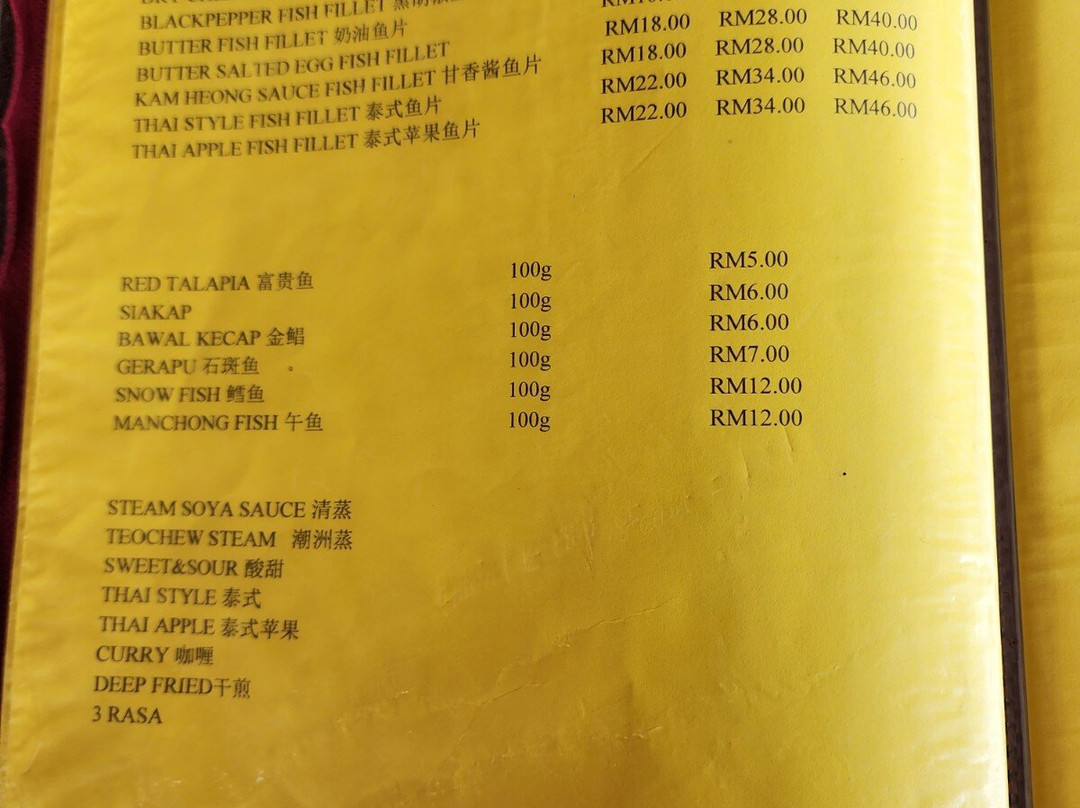 BLACKPEPPER FISH FILLET
BUTTER FISH FILLET 奶油鱼片
BUTTER SALTED EGG FISH FILLET RM18.00 RM28.00 RM40.00
KAM HEONG SAUCE FISH FILLET 甘香酱鱼片 RM18.00 RM28.00 RM40.00
THAI STYLE FISH FILLET 泰式鱼片 RM22.00 RM34.00 RM46.00
THAI APPLE FISH FILLET 泰式苹果鱼片 RM22.00 RM34.00 RM46.00
RED TALAPIA 富贵鱼 100g RM5.00
SIAKAP 100g RM6.00
BAWAL KECAP 金鲳 100g RM6.00
GERAPU 石斑鱼 100g RM7.00
SNOW FISH 鳕鱼 100g RM12.00
MANCHONG FISH 午鱼 100g RM12.00
STEAM SOYA SAUCE 清蒸
TEOCHEW STEAM 潮洲蒸
SWEET&SOUR 酸甜
THAI STYLE 泰式
THAI APPLE 泰式苹果
CURRY 咖喱
DEEP FRIED干煎
3 RASA